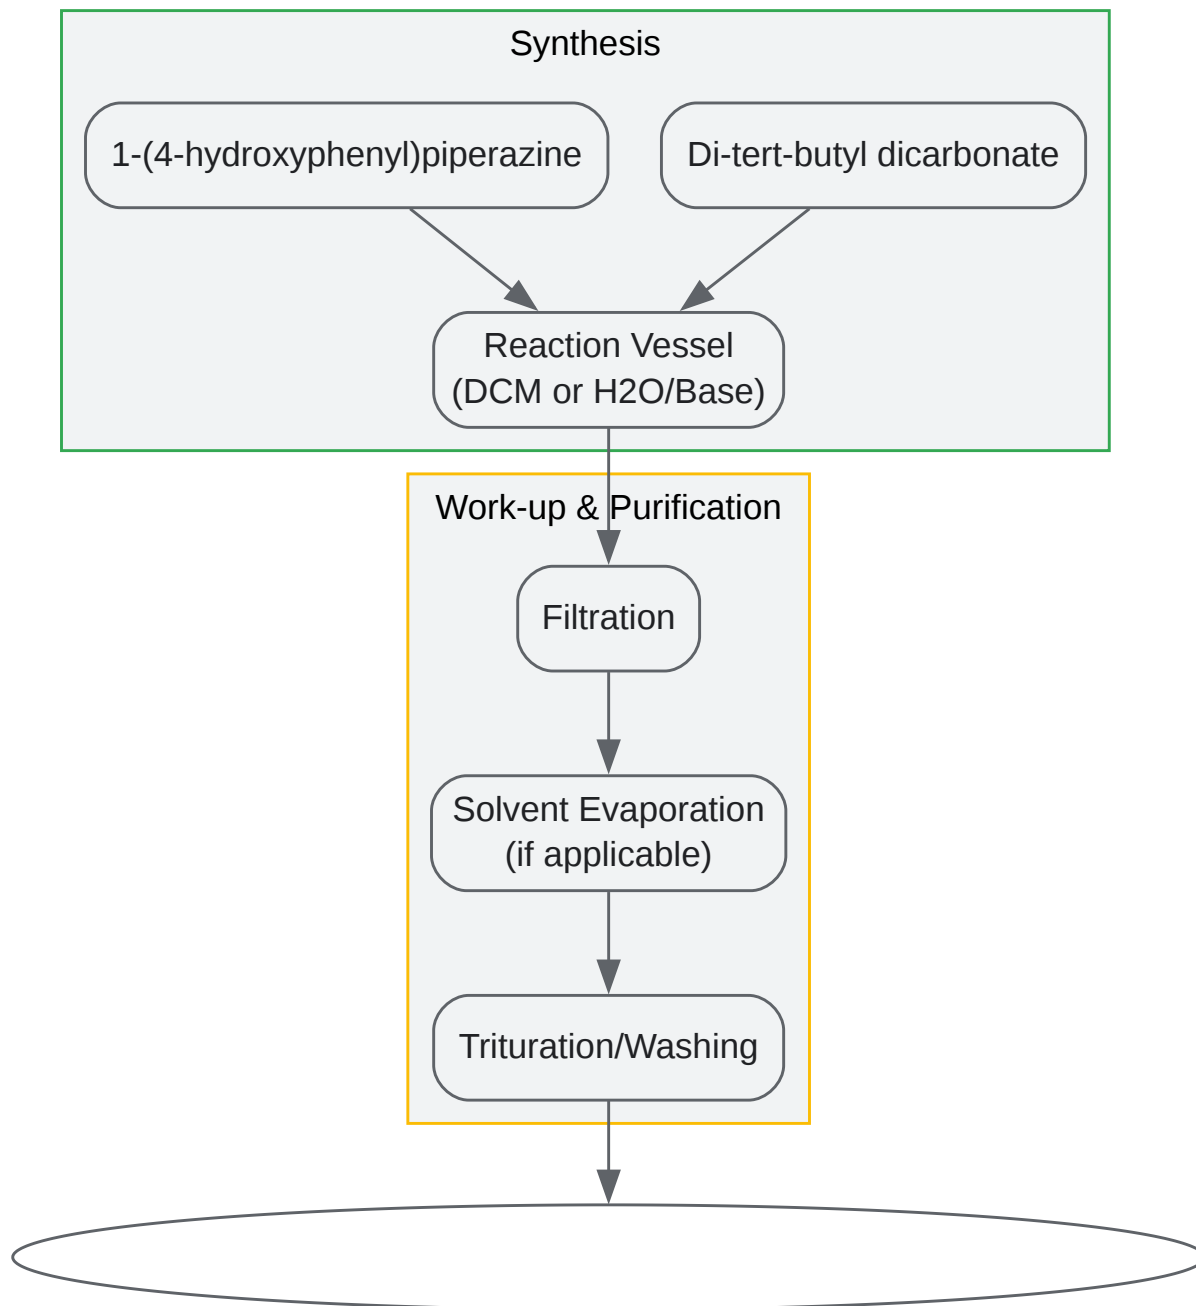 Synthesis
1-(4-hydroxyphenyl)piperazine
Di-tert-butyl dicarbonate
Reaction Vessel
(DCM or H2O/Base)
Work-up & Purification
Filtration
Solvent Evaporation
(if applicable)
Trituration/Washing